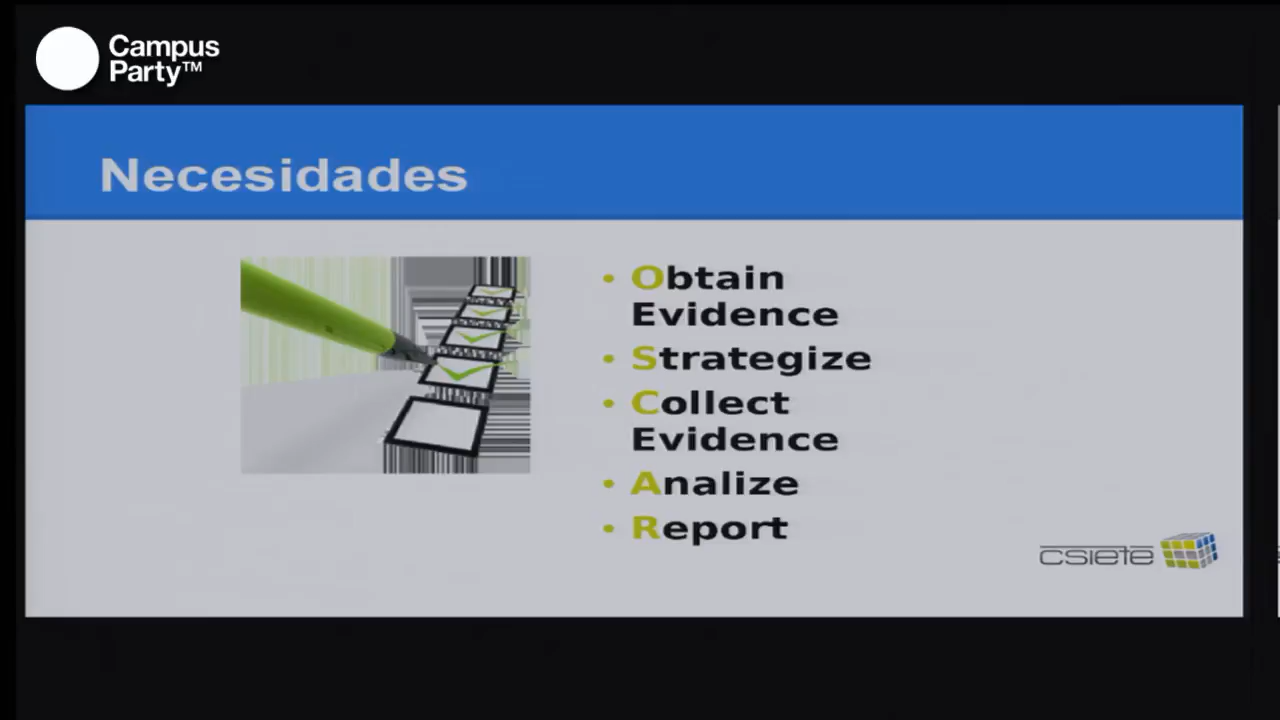 Campus
Party™
Necesidades
• Obtain
Evidence
• Strategize
• Collect
Evidence
• Analize
• Report
csiete